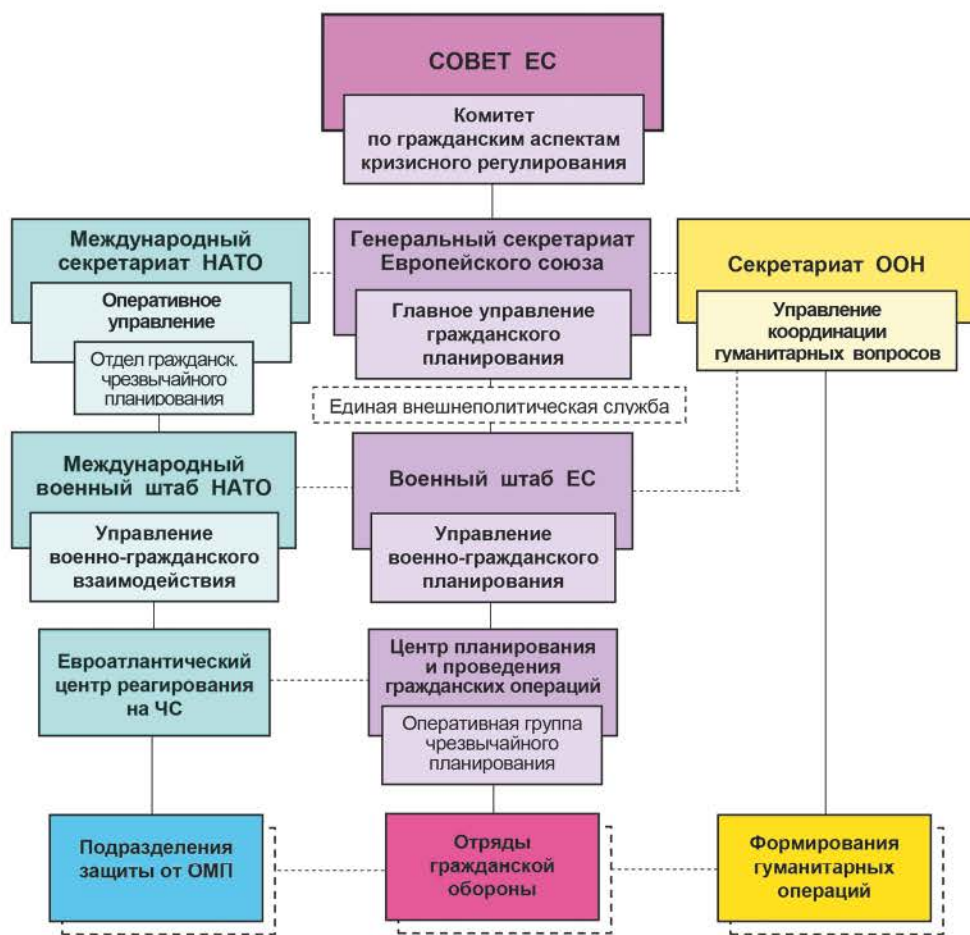 СОВЕТ ЕС
Комитет
по гражданским аспектам
кризисного регулирования
Международный
секретариат НАТО
Оперативное
управление
Отдел гражданск.
чрезвычайного
планирования
Генеральный секретариат
Европейского союза
Главное управление
гражданского
планирования
Секретариат ООН
Управление
координации
гуманитарных вопросов
Единая внешнеполитическая служба
Международный
военный штаб НАТО
Управление
военно-гражданского
взаимодействия
Военный штаб ЕС
Управление
военно-гражданского
планирования
Евроатлантический
центр реагирования
на ЧС
Центр планирования
и проведения
гражданских операций
Оперативная группа
чрезвычайного
планирования
Подразделения
защиты от ОМП
Отряды
гражданской
обороны
Формирования
гуманитарных
операций